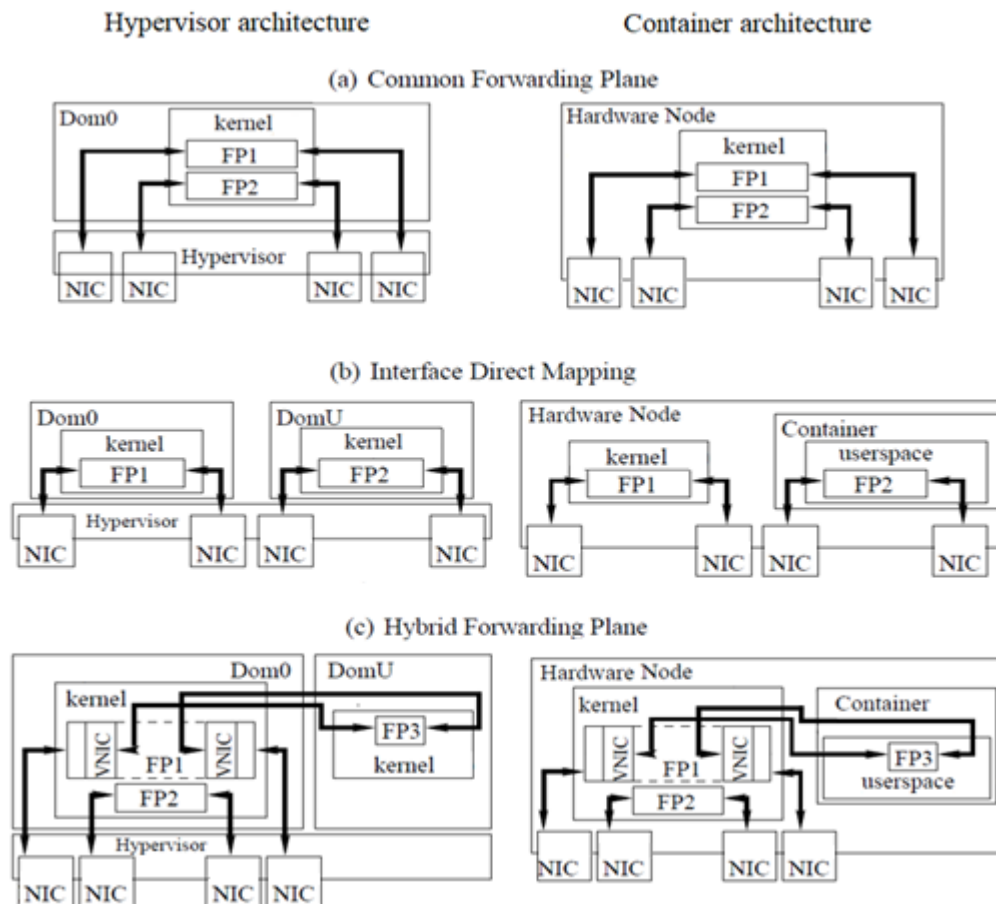 Hypervisor architecture
Container architecture
(a) Common Forwarding Plane
Dom0
kernel
FP1
FP2
Hypervisor
NIC NIC NIC NIC
Hardware Node
kernel
FP1
FP2
NIC NIC NIC NIC
(b) Interface Direct Mapping
Dom0
kernel
FP1
DomU
kernel
FP2
Hypervisor
NIC NIC NIC NIC
Hardware Node
kernel
FP1
Container
userspace
FP2
NIC NIC NIC NIC
(c) Hybrid Forwarding Plane
Dom0
kernel
VNIC
FP1
VNIC
FP2
DomU
FP3
kernel
Hypervisor
NIC NIC NIC NIC
Hardware Node
kernel
VNIC
FP1
VNIC
FP2
Container
FP3
userspace
NIC NIC NIC NIC